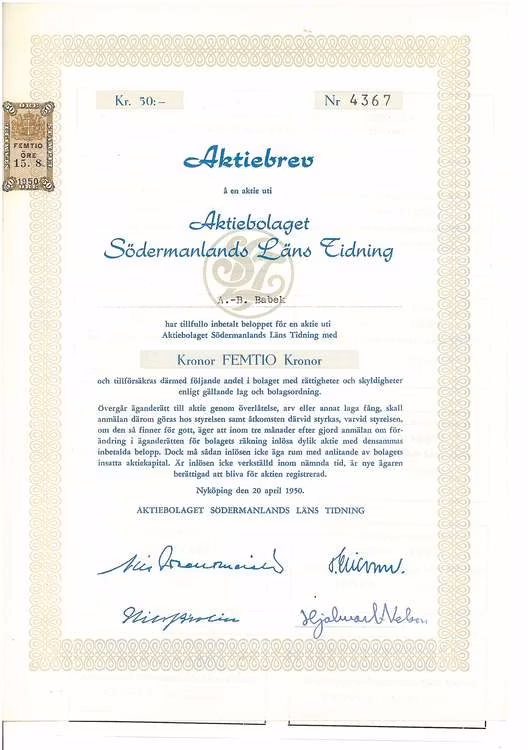 Kr. 50:-
Nr 4367
FEMTIO
ÖRE
15. 8.
1950
50
50
50
50
Aktiebrev
å en aktie uti
Aktiebolaget
Södermanlands Läns Tidning
SLT
A.-B. Babek
har tillfullo inbetalt beloppet för en aktie uti
Aktiebolaget Södermanlands Läns Tidning med
Kronor FEMTIO Kronor
och tillförsäkras därmed följande andel i bolaget med rättigheter och skyldigheter
enligt gällande lag och bolagsordning.
Övergår äganderätt till aktie genom överlåtelse, arv eller annat laga fång, skall
anmälan därom göras hos styrelsen samt åtkomsten därvid styrkas, varvid styrelsen,
om den så finner för gott, äger att inom tre månader efter gjord anmälan om för-
ändring i äganderätten för bolagets räkning inlösa dylik aktie med densammas
inbetalda belopp. Dock må sådan inlösen icke äga rum med anlitande av bolagets
insatta aktiekapital. Är inlösen icke verkställd inom nämnda tid, är nye ägaren
berättigad att bliva för aktien registrerad.
Nyköping den 20 april 1950.
AKTIEBOLAGET SÖDERMANLANDS LÄNS TIDNING
Hjalmar Nelson